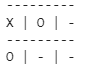 ---------
X | O | -
---------
O | - | -